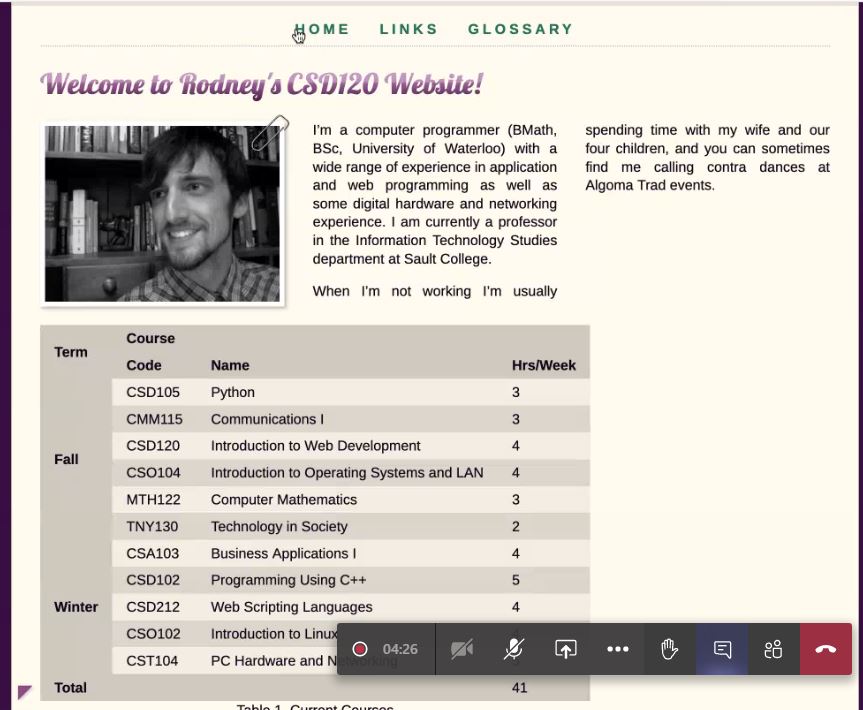 HOME LINKS GLOSSARY
Welcome to Rodney's CSD120 Website!
I'm a computer programmer (BMath,
BSc, University of Waterloo) with a
wide range of experience in application
and web programming as well as
some digital hardware and networking
experience. I am currently a professor
in the Information Technology Studies
department at Sault College.
When I'm not working I'm usually
spending time with my wife and our
four children, and you can sometimes
find me calling contra dances at
Algoma Trad events.
Term Course
Code Name Hrs/Week
Fall
CSD105 Python 3
CMM115 Communications I 3
CSD120 Introduction to Web Development 4
CSO104 Introduction to Operating Systems and LAN 4
MTH122 Computer Mathematics 3
TNY130 Technology in Society 2
Winter
CSA103 Business Applications I 4
CSD102 Programming Using C++ 5
CSD212 Web Scripting Languages 4
CSO102 Introduction to Linux
CST104 PC Hardware and Networking
Total 41
Table 1. Current Courses
04:26